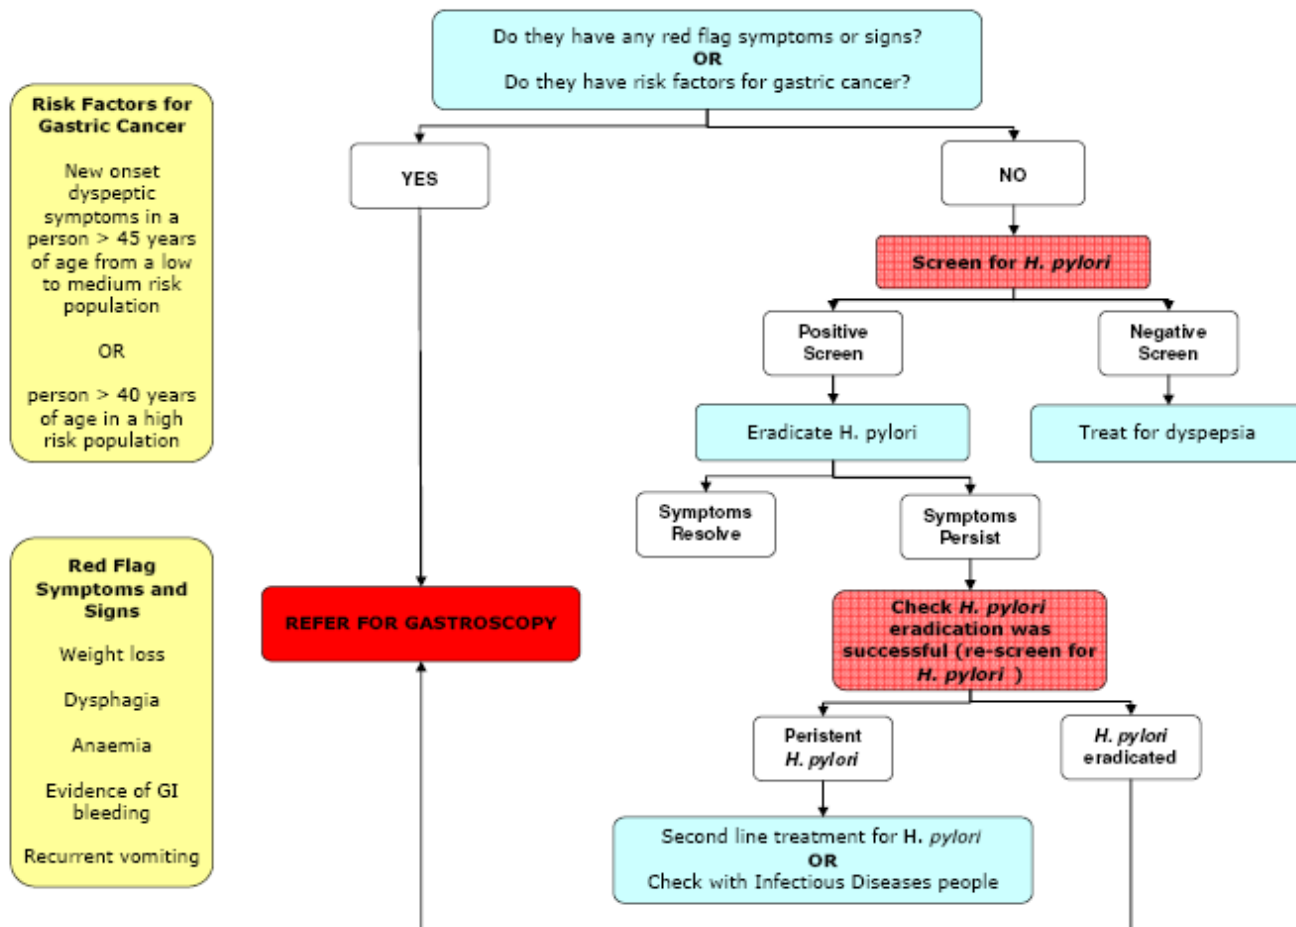 Do they have any red flag symptoms or signs?
OR
Do they have risk factors for gastric cancer?
Risk Factors for
Gastric Cancer
New onset
dyspeptic
symptoms in a
person > 45 years
of age from a low
to medium risk
population
OR
person > 40 years
of age in a high
risk population
YES
NO
Screen for H. pylori
Positive
Screen
Negative
Screen
Eradicate H. pylori
Treat for dyspepsia
Symptoms
Resolve
Symptoms
Persist
Red Flag
Symptoms and
Signs
Weight loss
Dysphagia
Anaemia
Evidence of GI
bleeding
Recurrent vomiting
REFER FOR GASTROSCOPY
Check H. pylori
eradication was
successful (re-screen for
H. pylori )
Peristent
H. pylori
H. pylori
eradicated
Second line treatment for H. pylori
OR
Check with Infectious Diseases people